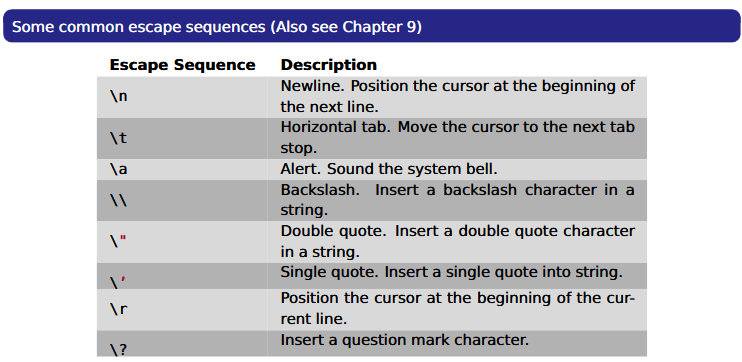 Some common escape sequences (Also see Chapter 9)
Escape Sequence Description
\n Newline. Position the cursor at the beginning of
the next line.
\t Horizontal tab. Move the cursor to the next tab
stop.
\a Alert. Sound the system bell.
\\ Backslash. Insert a backslash character in a
string.
\" Double quote. Insert a double quote character
in a string.
\’ Single quote. Insert a single quote into string.
\r Position the cursor at the beginning of the cur-
rent line.
\? Insert a question mark character.